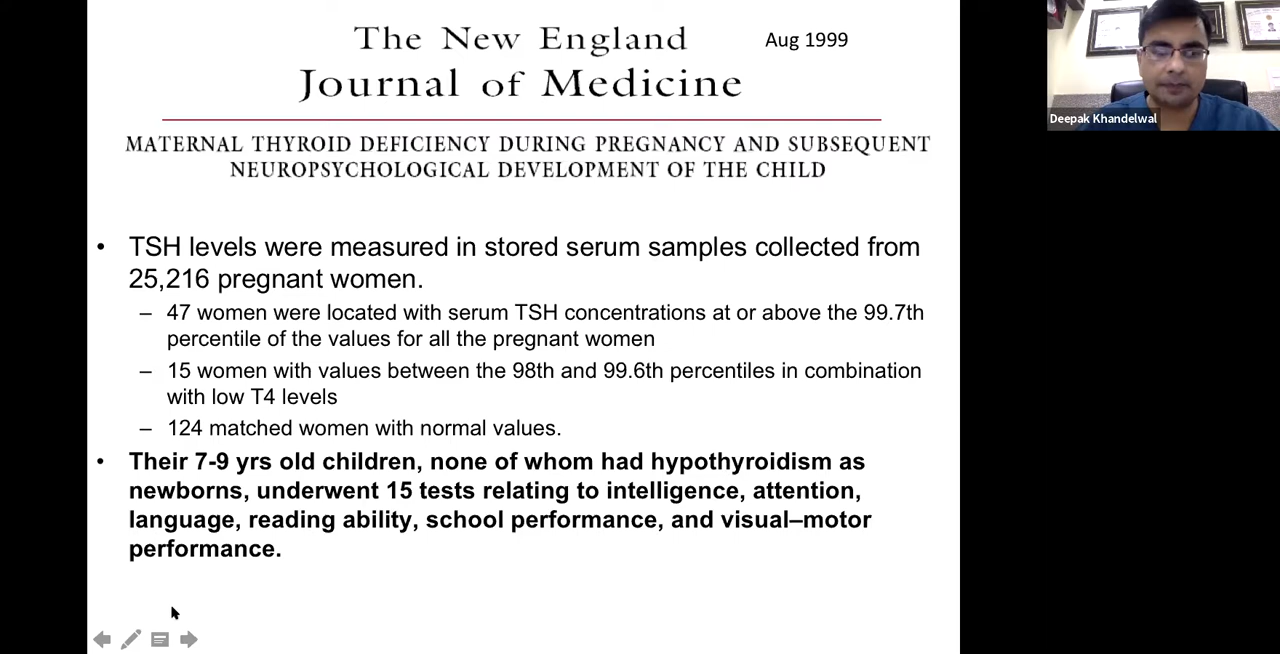 The New England
Journal of Medicine
Aug 1999
MATERNAL THYROID DEFICIENCY DURING PREGNANCY AND SUBSEQUENT
NEUROPSYCHOLOGICAL DEVELOPMENT OF THE CHILD
• TSH levels were measured in stored serum samples collected from
25,216 pregnant women.
– 47 women were located with serum TSH concentrations at or above the 99.7th
percentile of the values for all the pregnant women
– 15 women with values between the 98th and 99.6th percentiles in combination
with low T4 levels
– 124 matched women with normal values.
• Their 7-9 yrs old children, none of whom had hypothyroidism as
newborns, underwent 15 tests relating to intelligence, attention,
language, reading ability, school performance, and visual–motor
performance.
Deepak Khandelwal